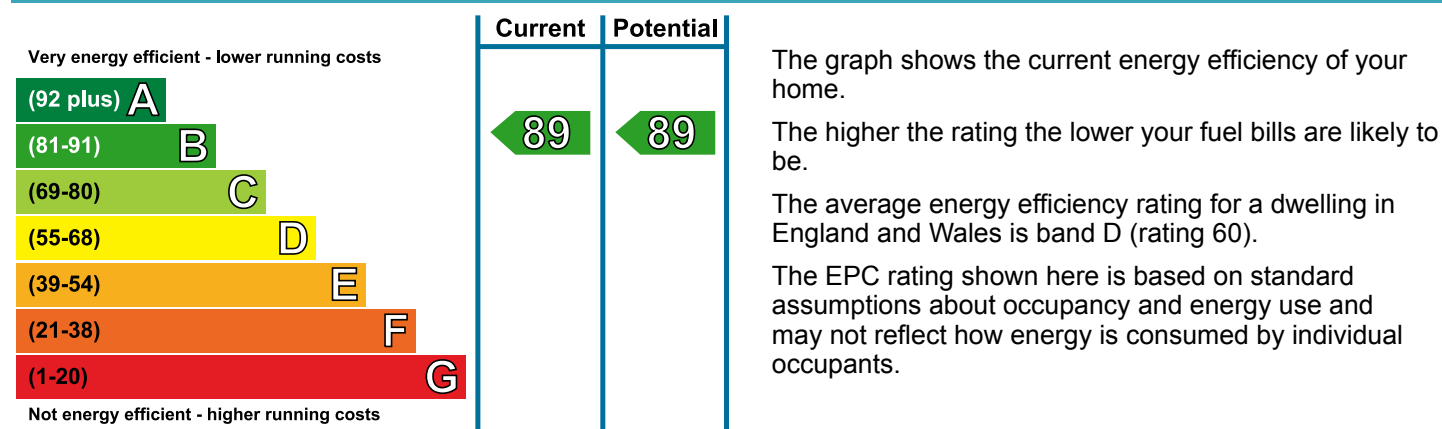 Current Potential
Very energy efficient - lower running costs
(92 plus) A
(81-91) B
89 89
(69-80) C
(55-68) D
(39-54) E
(21-38) F
(1-20) G
Not energy efficient - higher running costs
The graph shows the current energy efficiency of your
home.
The higher the rating the lower your fuel bills are likely to
be.
The average energy efficiency rating for a dwelling in
England and Wales is band D (rating 60).
The EPC rating shown here is based on standard
assumptions about occupancy and energy use and
may not reflect how energy is consumed by individual
occupants.